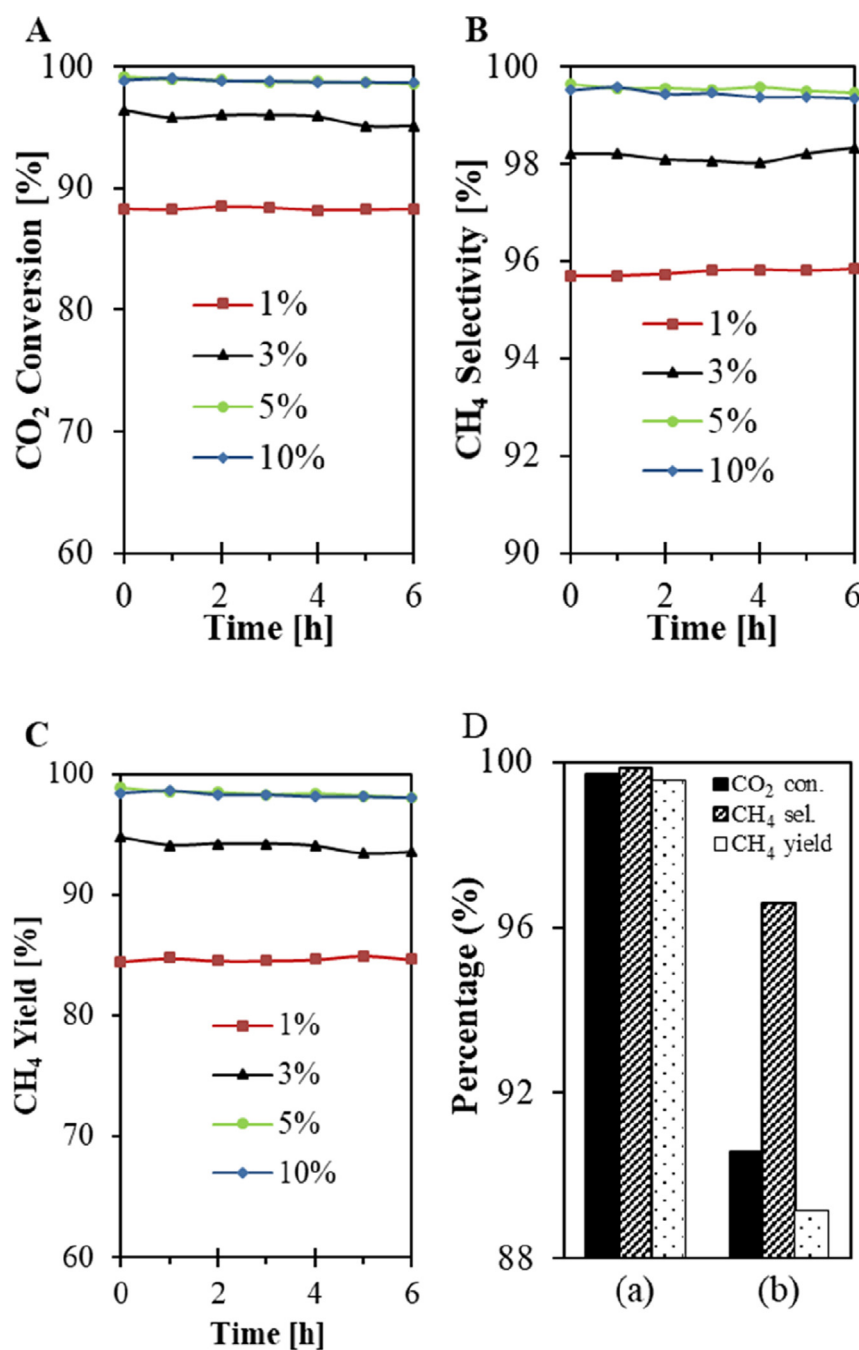 A
CO₂ Conversion [%]
100
90
80
70
60
1%
3%
5%
10%
0 2 4 6
Time [h]
B
CH₄ Selectivity [%]
100
98
96
94
92
90
1%
3%
5%
10%
0 2 4 6
Time [h]
C
CH₄ Yield [%]
100
90
80
70
60
1%
3%
5%
10%
0 2 4 6
Time [h]
D
Percentage (%)
100
96
92
88
CO₂ con.
CH₄ sel.
CH₄ yield
(a) (b)